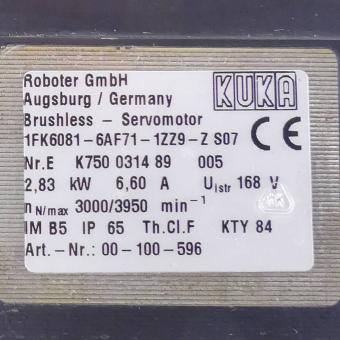 Roboter GmbH
KUKA
Augsburg / Germany
Brushless – Servomotor
1FK6081-6AF71-1ZZ9-Z S07
CE
Nr.E K750 0314 89 005
2,83 kW 6,60 A U istr 168 V
n N/max 3000/3950 min⁻¹
IM B5 IP 65 Th.Cl.F KTY 84
Art.-Nr.: 00-100-596